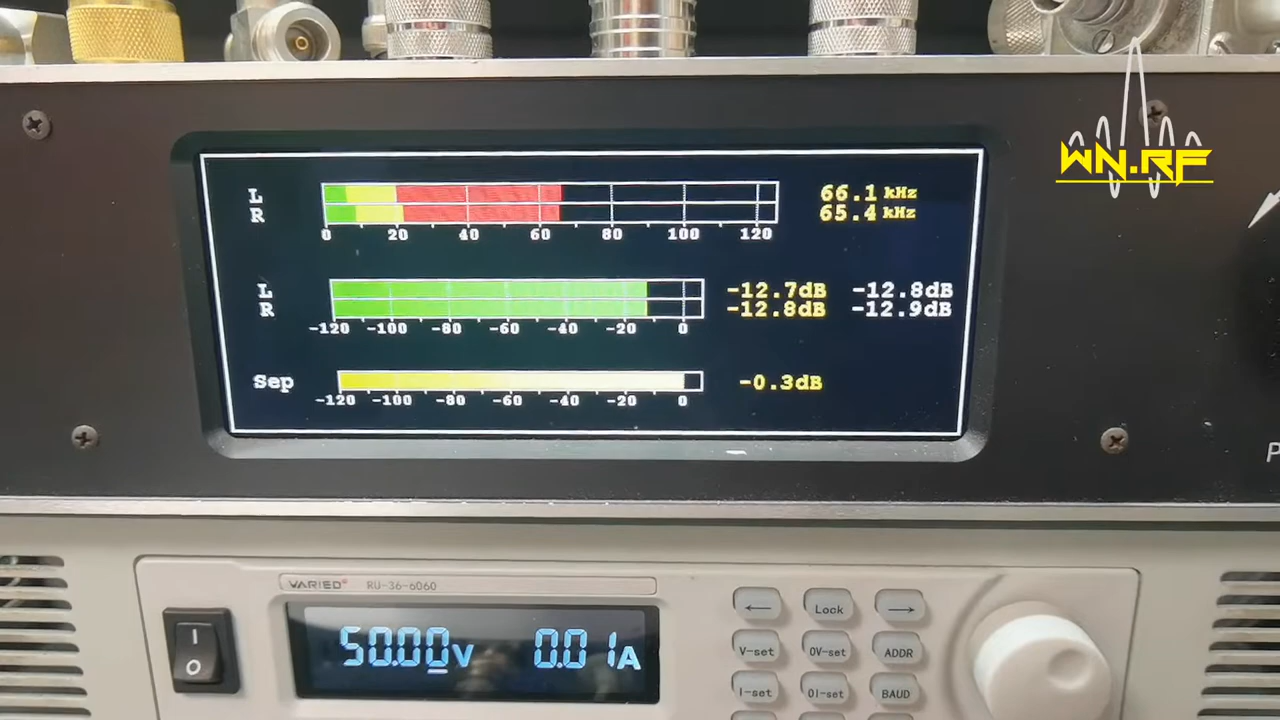 WN.RF
L 66.1 kHz
R 65.4 kHz
0 20 40 60 80 100 120
L -12.7dB -12.8dB
R -12.8dB -12.9dB
-120 -100 -80 -60 -40 -20 0
Sep -0.3dB
-120 -100 -80 -60 -40 -20 0
P
VARIED RU-36-6060
50.00V 0.01A
I
O
← Lock →
V-set OV-set ADDR
I-set OI-set BAUD